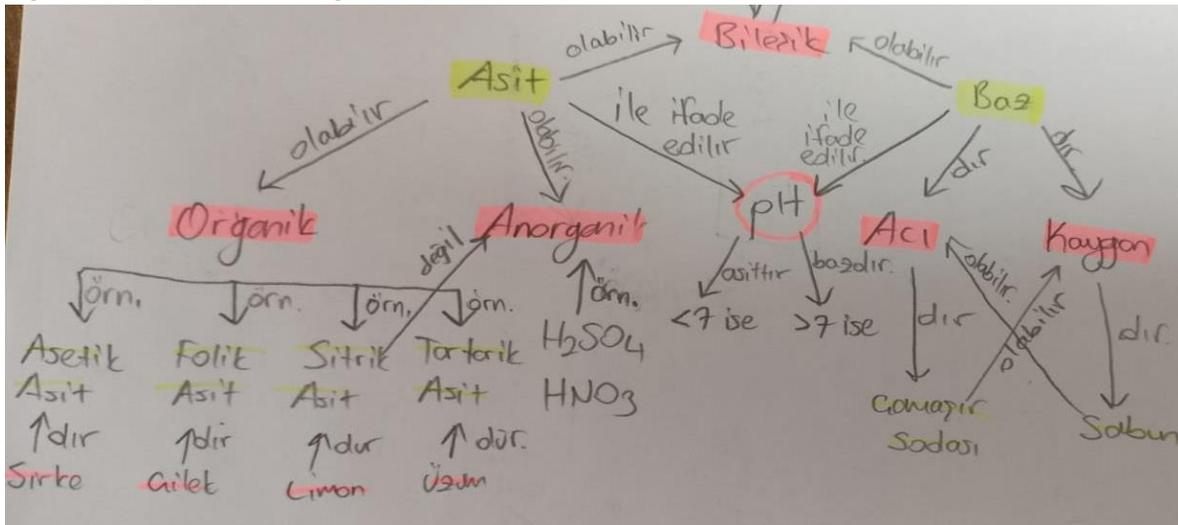 olabilir Bileşik olabilir
Asit
Baz
olabilir
olabilir.
ile ifade
edilir
ile
ifade
edilir.
dır
dır
Organik
değil
Anorganik
pH
Acı
Kaygan
örn. örn. örn. örn.
örn.
asittir
bazdır.
olabilir.
olabilir
dır
dır.
<7 ise >7 ise
Asetik Folik Sitrik Tartarik
H2SO4
Asit Asit Asit Asit
HNO3
Çamaşır
Sodası
Sabun
dır dir dur dür.
Sirke Çilek Limon Üzüm